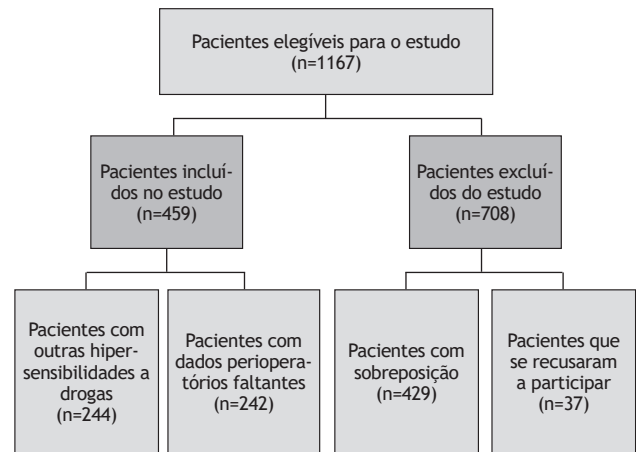 Pacientes elegíveis para o estudo
(n=1167)
Pacientes incluí-
dos no estudo
(n=459)
Pacientes excluí-
dos do estudo
(n=708)
Pacientes com
outras hiper-
sensibilidades a
drogas
(n=244)
Pacientes com
dados periopera-
tórios faltantes
(n=242)
Pacientes com
sobreposição
(n=429)
Pacientes que
se recusaram
a participar
(n=37)